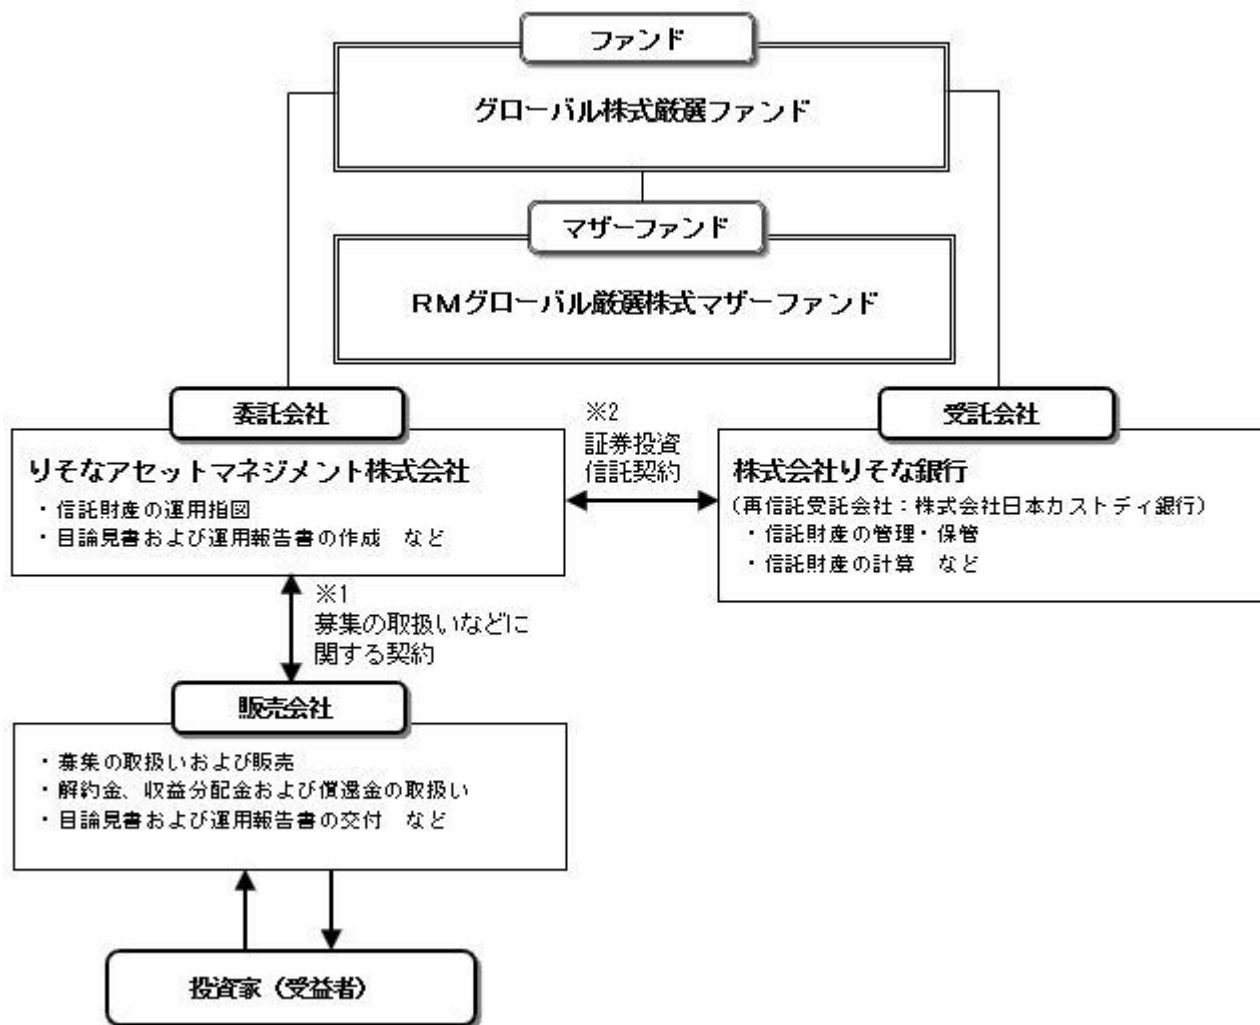 ファンド
グローバル株式厳選ファンド
マザーファンド
RMグローバル厳選株式マザーファンド
委託会社
りそなアセットマネジメント株式会社
・信託財産の運用指図
・目論見書および運用報告書の作成 など
※2
証券投資
信託契約
受託会社
株式会社りそな銀行
(再信託受託会社：株式会社日本カストディ銀行)
・信託財産の管理・保管
・信託財産の計算 など
※1
募集の取扱いなどに
関する契約
販売会社
・募集の取扱いおよび販売
・解約金、収益分配金および償還金の取扱い
・目論見書および運用報告書の交付 など
投資家（受益者）